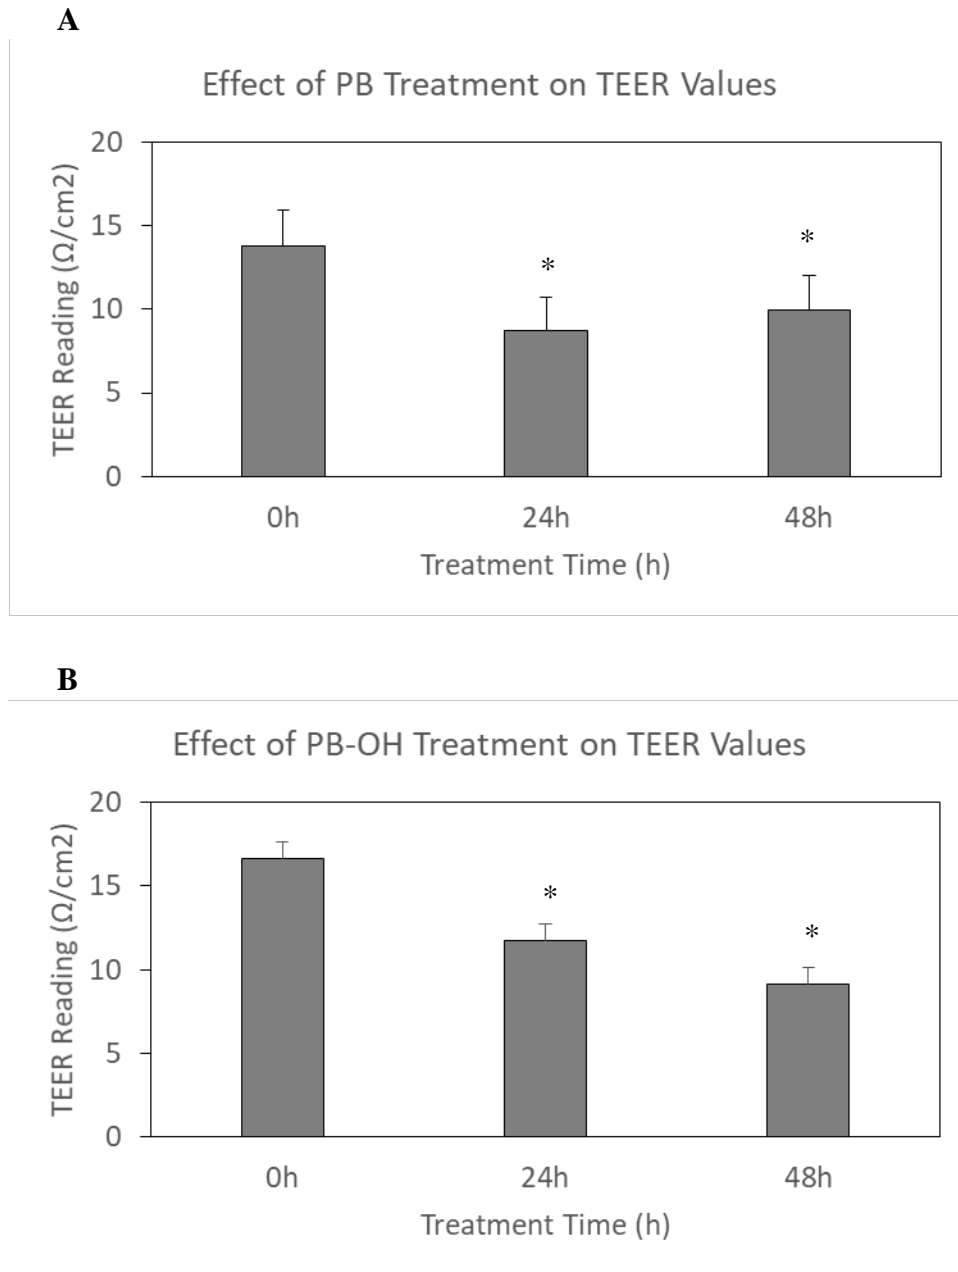 A
Effect of PB Treatment on TEER Values
TEER Reading (Ω/cm2)
20
15
10
5
0
*
*
0h
24h
48h
Treatment Time (h)
B
Effect of PB-OH Treatment on TEER Values
TEER Reading (Ω/cm2)
20
15
10
5
0
*
*
0h
24h
48h
Treatment Time (h)